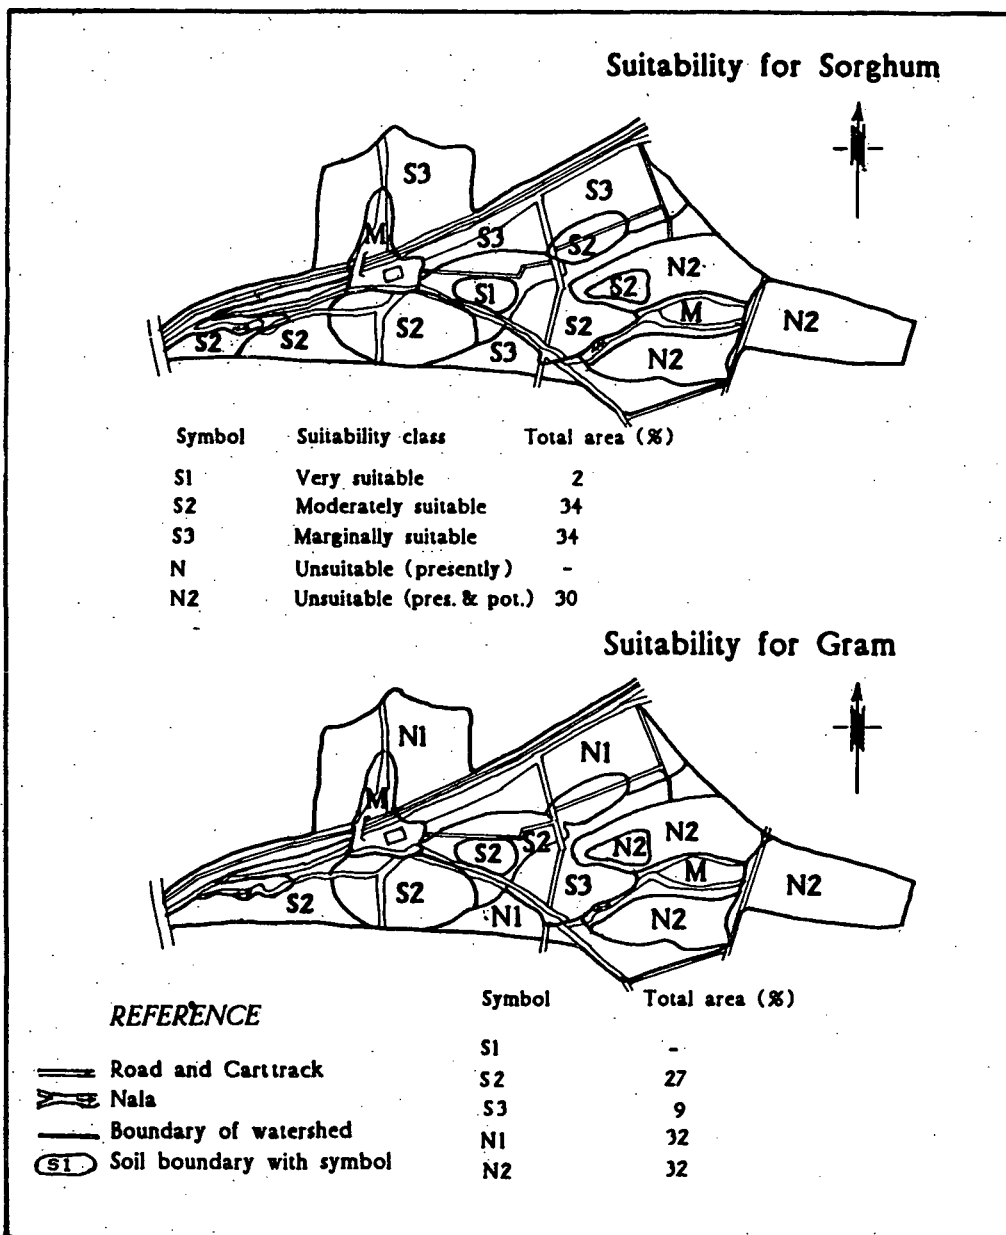 Suitability for Sorghum
N
S3
S3
M
S3
S2
N2
S1
S2
M
N2
S2
S2
S2
S2
S3
N2
Symbol Suitability class Total area (%)
S1 Very suitable 2
S2 Moderately suitable 34
S3 Marginally suitable 34
N Unsuitable (presently) -
N2 Unsuitable (pres. & pot.) 30
Suitability for Gram
N
N1
N1
M
S2
N2
S2
N2
M
S2
S2
S3
N2
N1
N2
REFERENCE
Road and Carttrack
Nala
Boundary of watershed
S1 Soil boundary with symbol
Symbol Total area (%)
S1 -
S2 27
S3 9
N1 32
N2 32